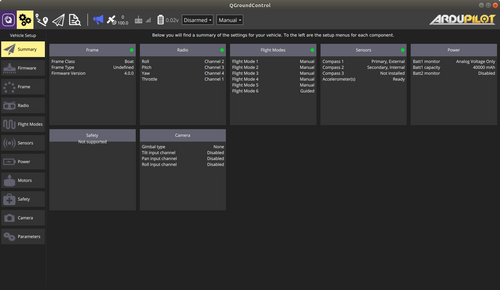 QGroundControl
0
100.0
0.02v
Disarmed
Manual
ARDUPILOT
Vehicle Setup
Below you will find a summary of the settings for your vehicle. To the left are the setup menus for each component.
Summary
Firmware
Frame
Radio
Flight Modes
Sensors
Power
Motors
Safety
Camera
Parameters
Frame
Frame Class Boat
Frame Type Undefined
Firmware Version 4.0.0
Radio
Roll Channel 2
Pitch Channel 3
Yaw Channel 4
Throttle Channel 1
Flight Modes
Flight Mode 1 Manual
Flight Mode 2 Manual
Flight Mode 3 Manual
Flight Mode 4 Manual
Flight Mode 5 Manual
Flight Mode 6 Guided
Sensors
Compass 1 Primary, External
Compass 2 Secondary, Internal
Compass 3 Not Installed
Accelerometer(s) Ready
Power
Batt1 monitor Analog Voltage Only
Batt1 capacity 40000 mAh
Batt2 monitor Disabled
Safety
Not supported
Camera
Gimbal type None
Tilt input channel Disabled
Pan input channel Disabled
Roll input channel Disabled